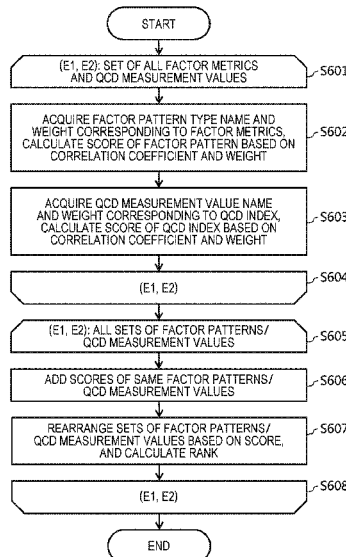 START
(E1, E2): SET OF ALL FACTOR METRICS
AND QCD MEASUREMENT VALUES
S601
ACQUIRE FACTOR PATTERN TYPE NAME AND
WEIGHT CORRESPONDING TO FACTOR METRICS,
CALCULATE SCORE OF FACTOR PATTERN BASED ON
CORRELATION COEFFICIENT AND WEIGHT
S602
ACQUIRE QCD MEASUREMENT VALUE NAME
AND WEIGHT CORRESPONDING TO QCD INDEX,
CALCULATE SCORE OF QCD INDEX BASED ON
CORRELATION COEFFICIENT AND WEIGHT
S603
(E1, E2)
S604
(E1, E2): ALL SETS OF FACTOR PATTERNS/
QCD MEASUREMENT VALUES
S605
ADD SCORES OF SAME FACTOR PATTERNS/
QCD MEASUREMENT VALUES
S606
REARRANGE SETS OF FACTOR PATTERNS/
QCD MEASUREMENT VALUES BASED ON SCORE,
AND CALCULATE RANK
S607
(E1, E2)
S608
END